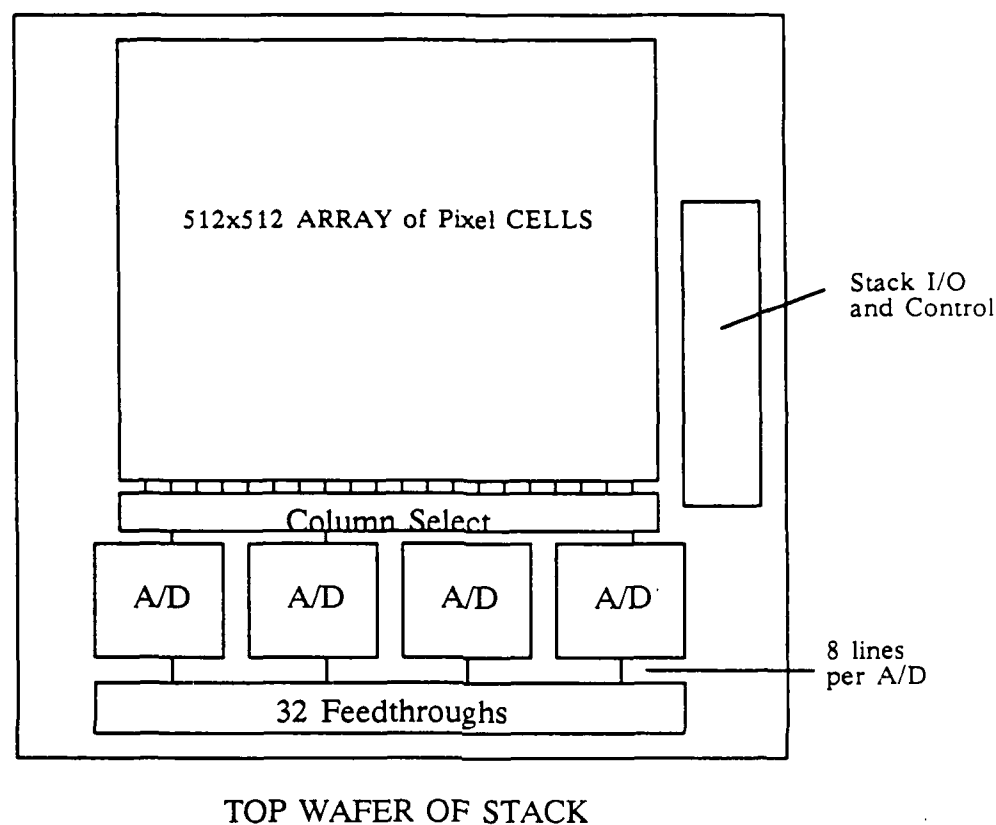 512x512 ARRAY of Pixel CELLS
Stack I/O
and Control
Column Select
A/D
A/D
A/D
A/D
8 lines
per A/D
32 Feedthroughs
TOP WAFER OF STACK